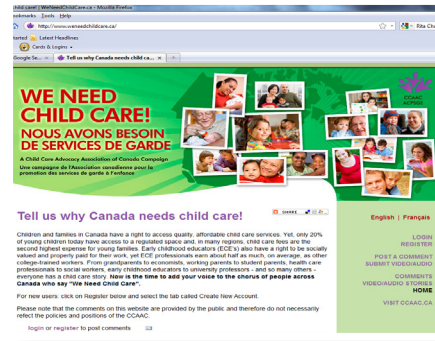 child care! | WeNeedChildCare.ca - Mozilla Firefox
ookmarks Tools Help
http://www.weneedchildcare.ca/
Rita Ch
tarted Latest Headlines
Cards & Logins
Google Se...
Tell us why Canada needs child ca...
WE NEED
CHILD CARE!
NOUS AVONS BESOIN
DE SERVICES DE GARDE
A Child Care Advocacy Association of Canada Campaign
Une campagne de l'Association canadienne pour la
promotion des services de garde à l'enfance
CCAAC
ACPSGE
Tell us why Canada needs child care!
SHARE
Children and families in Canada have a right to access quality, affordable child care services. Yet, only 20%
of young children today have access to a regulated space and, in many regions, child care fees are the
second highest expense for young families. Early childhood educators (ECE's) also have a right to be socially
valued and properly paid for their work, yet ECE professionals earn about half as much, on average, as other
college-trained workers. From grandparents to economists, working parents to student parents, health care
professionals to social workers, early childhood educators to university professors - and so many others -
everyone has a child care story. Now is the time to add your voice to the chorus of people across
Canada who say "We Need Child Care".
For new users: click on Register below and select the tab called Create New Account.
Please note that the comments on this website are provided by the public and therefore do not necessarily
refect the policies and positions of the CCAAC.
login or register to post comments
English | Français
LOGIN
REGISTER
POST A COMMENT
SUBMIT VIDEO/AUDIO
COMMENTS
VIDEO/AUDIO STORIES
HOME
VISIT CCAAC.CA